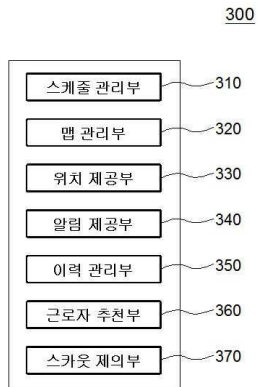 300
스케줄 관리부 310
맵 관리부 320
위치 제공부 330
알림 제공부 340
이력 관리부 350
근로자 추천부 360
스카웃 제의부 370